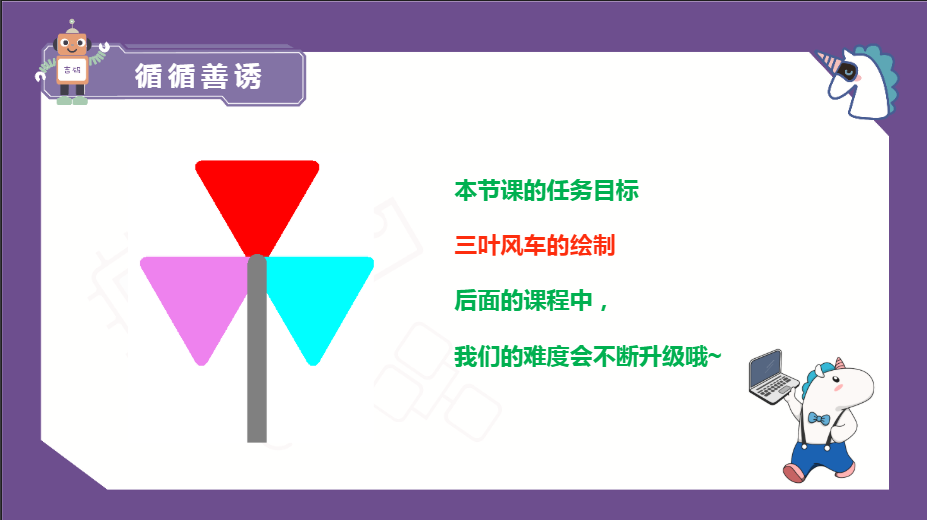 循循善诱
本节课的任务目标
三叶风车的绘制
后面的课程中，
我们的难度会不断升级哦~